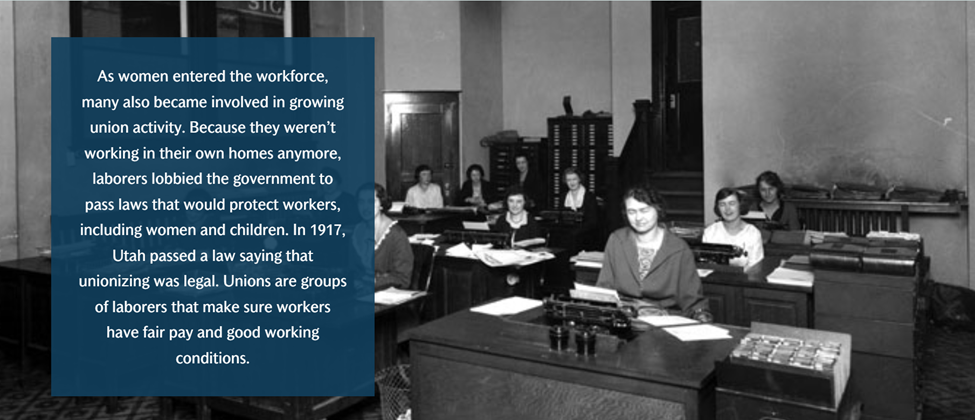 As women entered the workforce,
many also became involved in growing
union activity. Because they weren’t
working in their own homes anymore,
laborers lobbied the government to
pass laws that would protect workers,
including women and children. In 1917,
Utah passed a law saying that
unionizing was legal. Unions are groups
of laborers that make sure workers
have fair pay and good working
conditions.